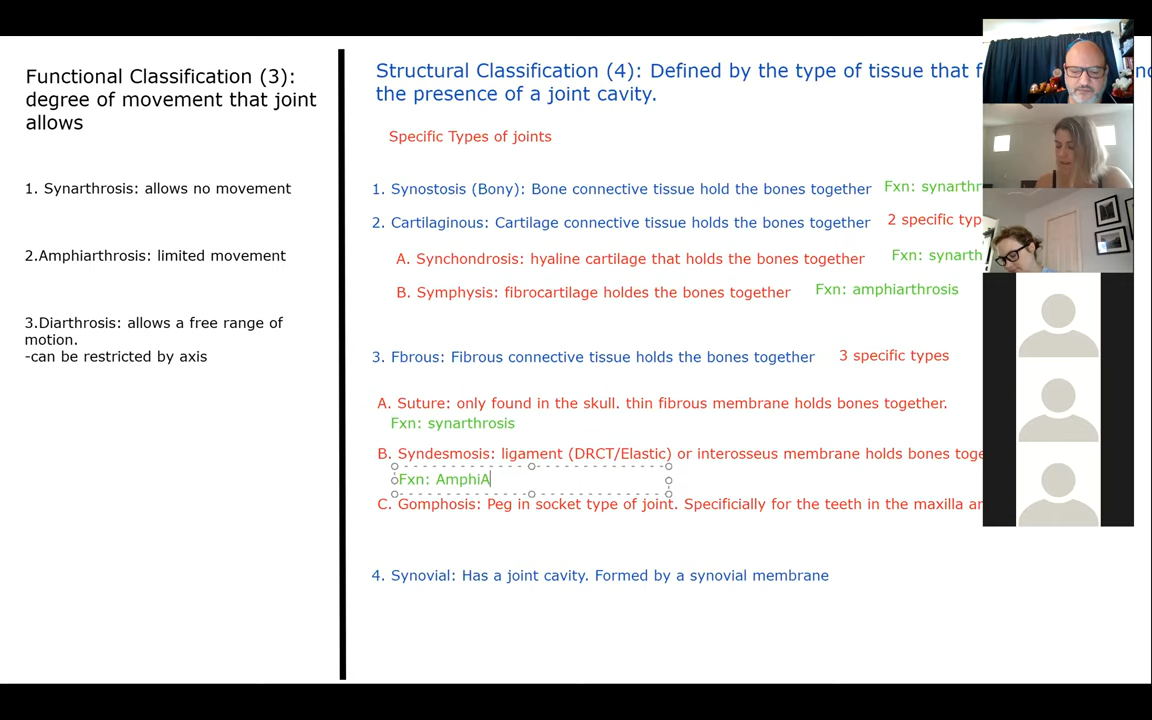 Functional Classification (3):
degree of movement that joint
allows
1. Synarthrosis: allows no movement
2.Amphiarthrosis: limited movement
3.Diarthrosis: allows a free range of
motion.
-can be restricted by axis
Structural Classification (4): Defined by the type of tissue that
the presence of a joint cavity.
Specific Types of joints
1. Synostosis (Bony): Bone connective tissue hold the bones together Fxn: synarthr
2. Cartilaginous: Cartilage connective tissue holds the bones together 2 specific typ
A. Synchondrosis: hyaline cartilage that holds the bones together Fxn: synarth
B. Symphysis: fibrocartilage holdes the bones together Fxn: amphiarthrosis
3. Fbrous: Fibrous connective tissue holds the bones together 3 specific types
A. Suture: only found in the skull. thin fibrous membrane holds bones together.
Fxn: synarthrosis
B. Syndesmosis: ligament (DRCT/Elastic) or interosseus membrane holds bones toge
Fxn: AmphiA
C. Gomphosis: Peg in socket type of joint. Specificially for the teeth in the maxilla
4. Synovial: Has a joint cavity. Formed by a synovial membrane